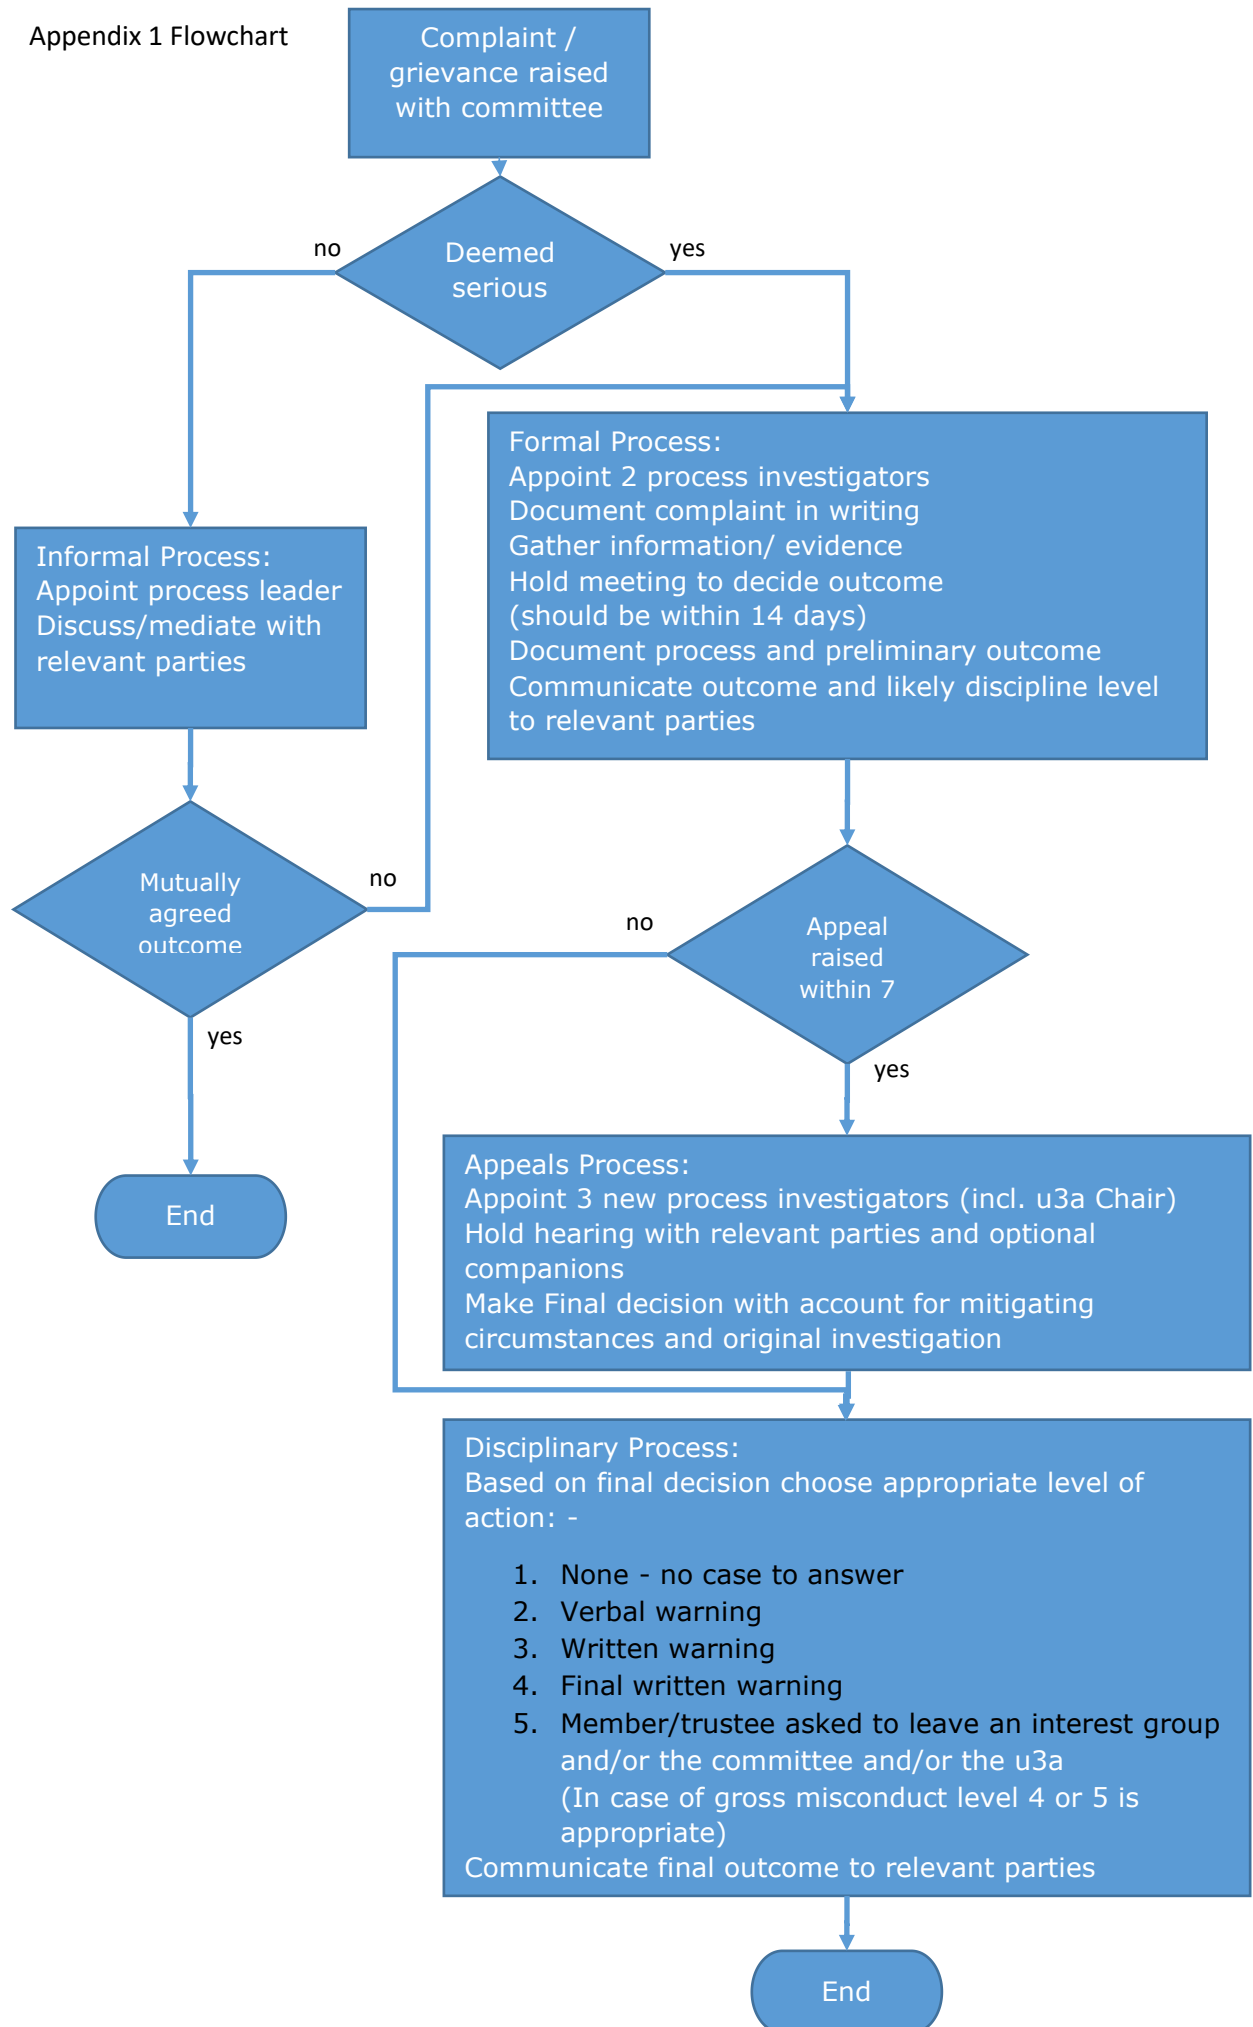 Appendix 1 Flowchart
Complaint /
grievance raised
with committee
no
Deemed
serious
yes
Formal Process:
Appoint 2 process investigators
Document complaint in writing
Gather information/ evidence
Hold meeting to decide outcome
(should be within 14 days)
Document process and preliminary outcome
Communicate outcome and likely discipline level
to relevant parties
Informal Process:
Appoint process leader
Discuss/mediate with
relevant parties
Mutually
agreed
outcome
no
yes
End
no
Appeal
raised
within 7
yes
Appeals Process:
Appoint 3 new process investigators (incl. u3a Chair)
Hold hearing with relevant parties and optional
companions
Make Final decision with account for mitigating
circumstances and original investigation
Disciplinary Process:
Based on final decision choose appropriate level of
action: -
1. None - no case to answer
2. Verbal warning
3. Written warning
4. Final written warning
5. Member/trustee asked to leave an interest group
and/or the committee and/or the u3a
(In case of gross misconduct level 4 or 5 is
appropriate)
Communicate final outcome to relevant parties
End